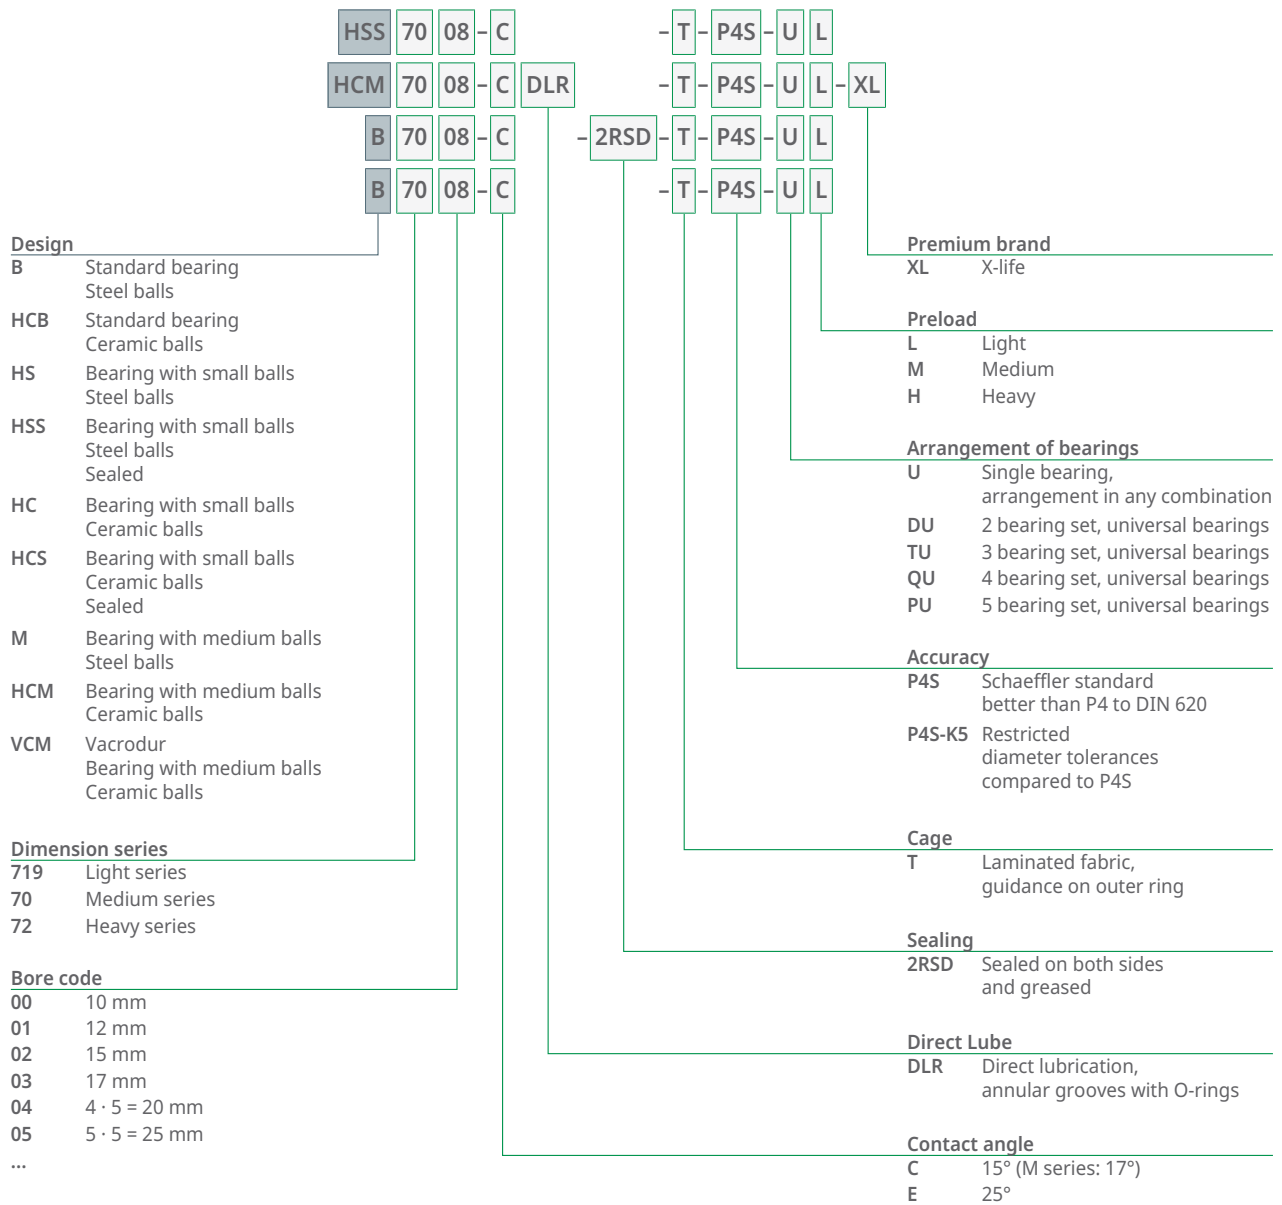 HSS 70 08 – C – T – P4S – U L
HCM 70 08 – C DLR – T – P4S – U L – XL
B 70 08 – C – 2RSD – T – P4S – U L
B 70 08 – C – T – P4S – U L
Design
B Standard bearing
Steel balls
HCB Standard bearing
Ceramic balls
HS Bearing with small balls
Steel balls
HSS Bearing with small balls
Steel balls
Sealed
HC Bearing with small balls
Ceramic balls
HCS Bearing with small balls
Ceramic balls
Sealed
M Bearing with medium balls
Steel balls
HCM Bearing with medium balls
Ceramic balls
VCM Vacrodur
Bearing with medium balls
Ceramic balls
Dimension series
719 Light series
70 Medium series
72 Heavy series
Bore code
00 10 mm
01 12 mm
02 15 mm
03 17 mm
04 4 · 5 = 20 mm
05 5 · 5 = 25 mm
...
Premium brand
XL X-life
Preload
L Light
M Medium
H Heavy
Arrangement of bearings
U Single bearing,
arrangement in any combination
DU 2 bearing set, universal bearings
TU 3 bearing set, universal bearings
QU 4 bearing set, universal bearings
PU 5 bearing set, universal bearings
Accuracy
P4S Schaeffler standard
better than P4 to DIN 620
P4S-K5 Restricted
diameter tolerances
compared to P4S
Cage
T Laminated fabric,
guidance on outer ring
Sealing
2RSD Sealed on both sides
and greased
Direct Lube
DLR Direct lubrication,
annular grooves with O-rings
Contact angle
C 15° (M series: 17°)
E 25°